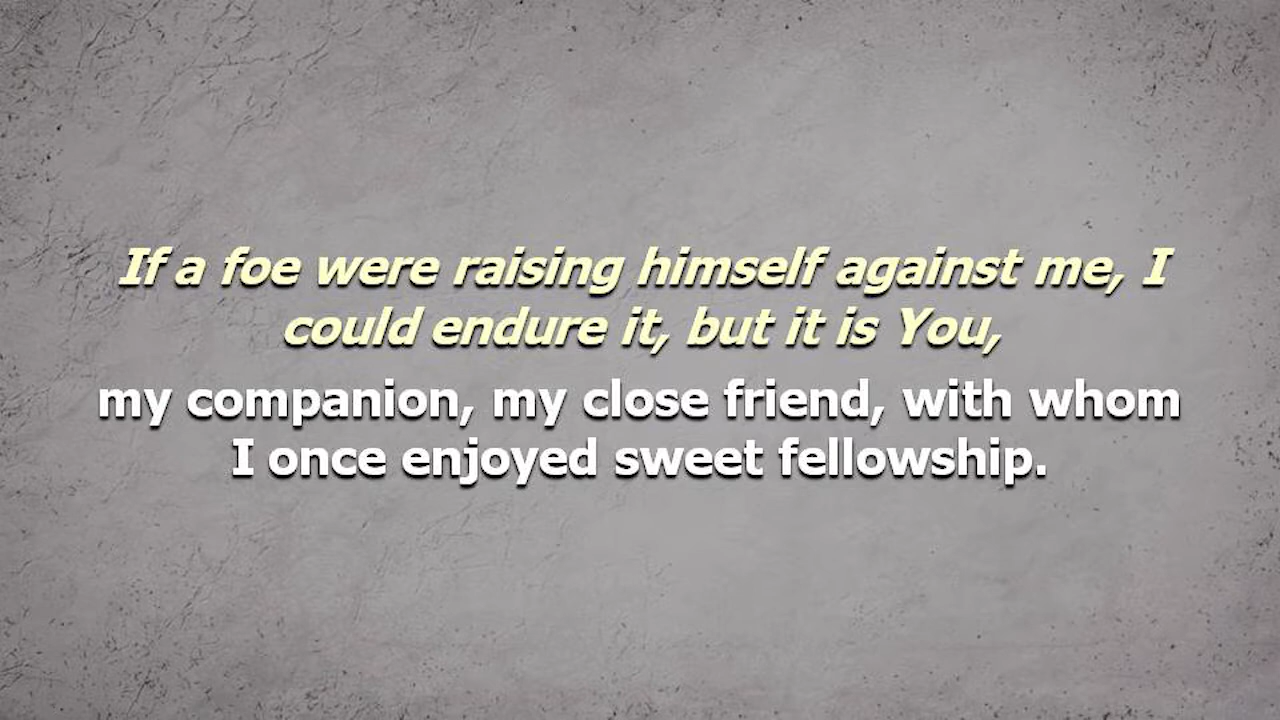 If a foe were raising himself against me, I
could endure it, but it is You,
my companion, my close friend, with whom
I once enjoyed sweet fellowship.